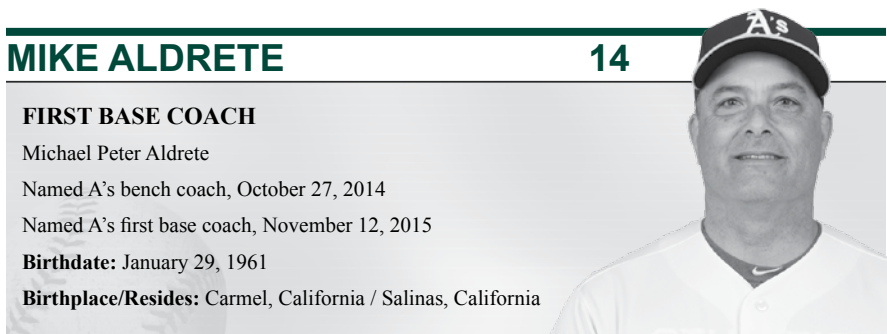 A's
MIKE ALDRETE 14
FIRST BASE COACH
Michael Peter Aldrete
Named A's bench coach, October 27, 2014
Named A's first base coach, November 12, 2015
Birthdate: January 29, 1961
Birthplace/Resides: Carmel, California / Salinas, California